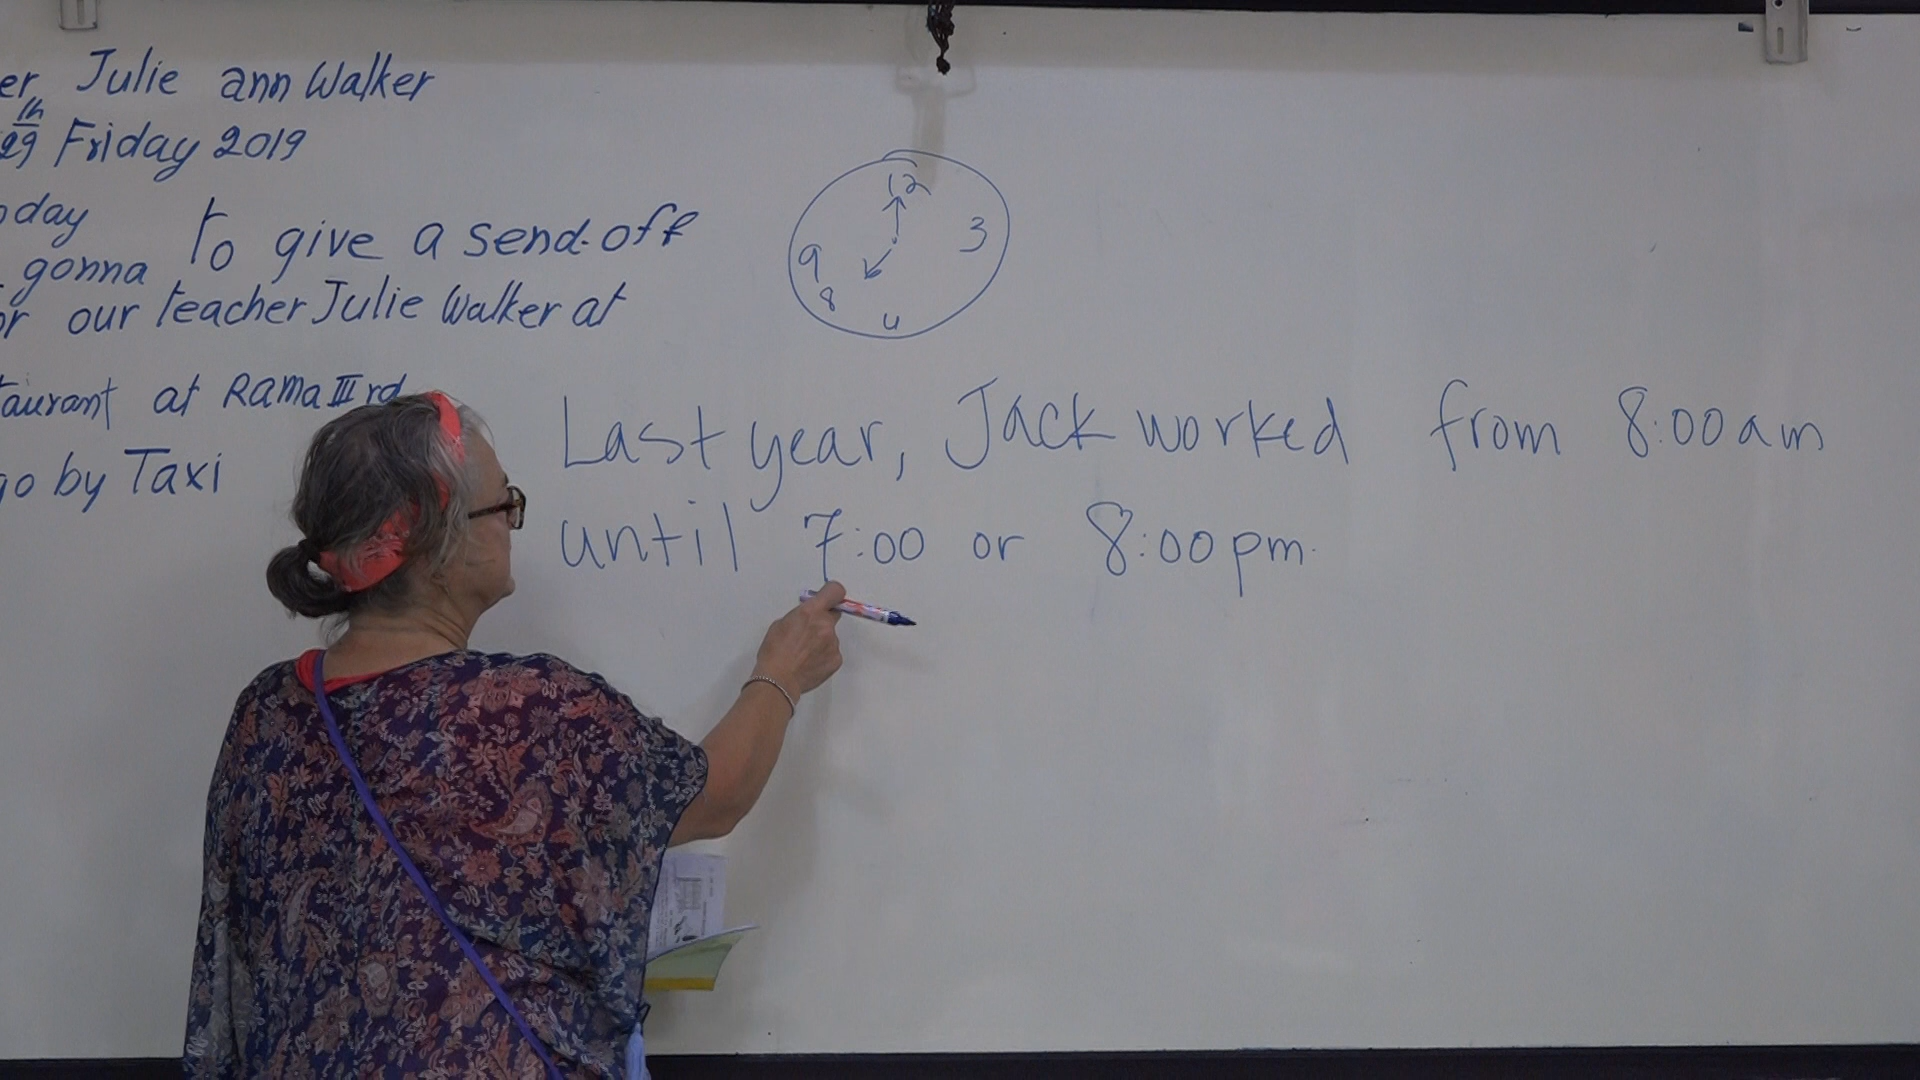 er, Julie ann Walker
29th Friday 2019
oday
to give a send-off
gonna
or our teacher Julie Walker at
taurant at Rama III rd
go by Taxi
12
3
9
8
Last year, Jack worked from 8:00 am
until 7:00 or 8:00 pm.